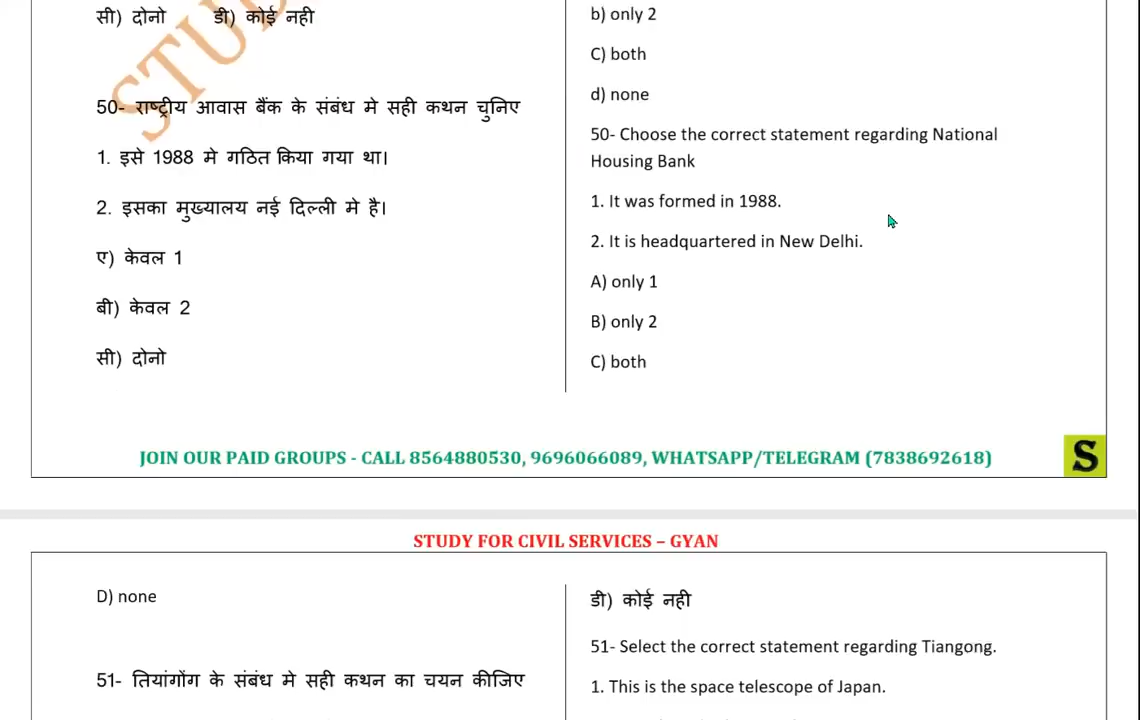 सी) दोनो डी) कोई नही
50- राष्ट्रीय आवास बैंक के संबंध मे सही कथन चुनिए
1. इसे 1988 मे गठित किया गया था।
2. इसका मुख्यालय नई दिल्ली मे है।
ए) केवल 1
बी) केवल 2
सी) दोनो
b) only 2
C) both
d) none
50- Choose the correct statement regarding National
Housing Bank
1. It was formed in 1988.
2. It is headquartered in New Delhi.
A) only 1
B) only 2
C) both
JOIN OUR PAID GROUPS - CALL 8564880530, 9696066089, WHATSAPP/TELEGRAM (7838692618)
S
STUDY FOR CIVIL SERVICES – GYAN
D) none
51- तियांगोंग के संबंध मे सही कथन का चयन कीजिए
डी) कोई नही
51- Select the correct statement regarding Tiangong.
1. This is the space telescope of Japan.